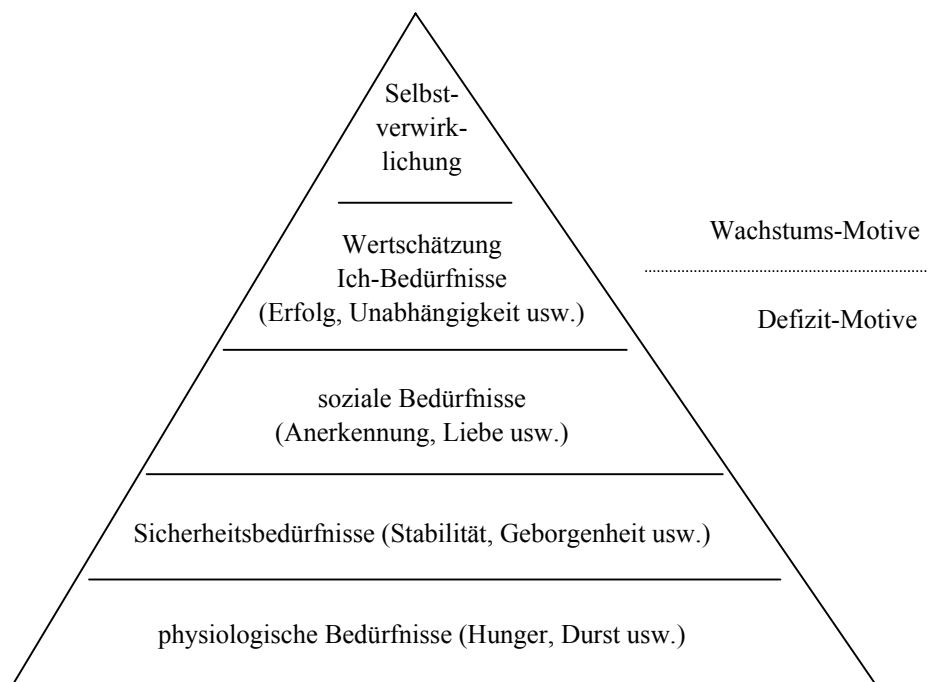 Selbst-
verwirk-
lichung
Wertschätzung
Ich-Bedürfnisse
(Erfolg, Unabhängigkeit usw.)
Wachstums-Motive
Defizit-Motive
soziale Bedürfnisse
(Anerkennung, Liebe usw.)
Sicherheitsbedürfnisse (Stabilität, Geborgenheit usw.)
physiologische Bedürfnisse (Hunger, Durst usw.)